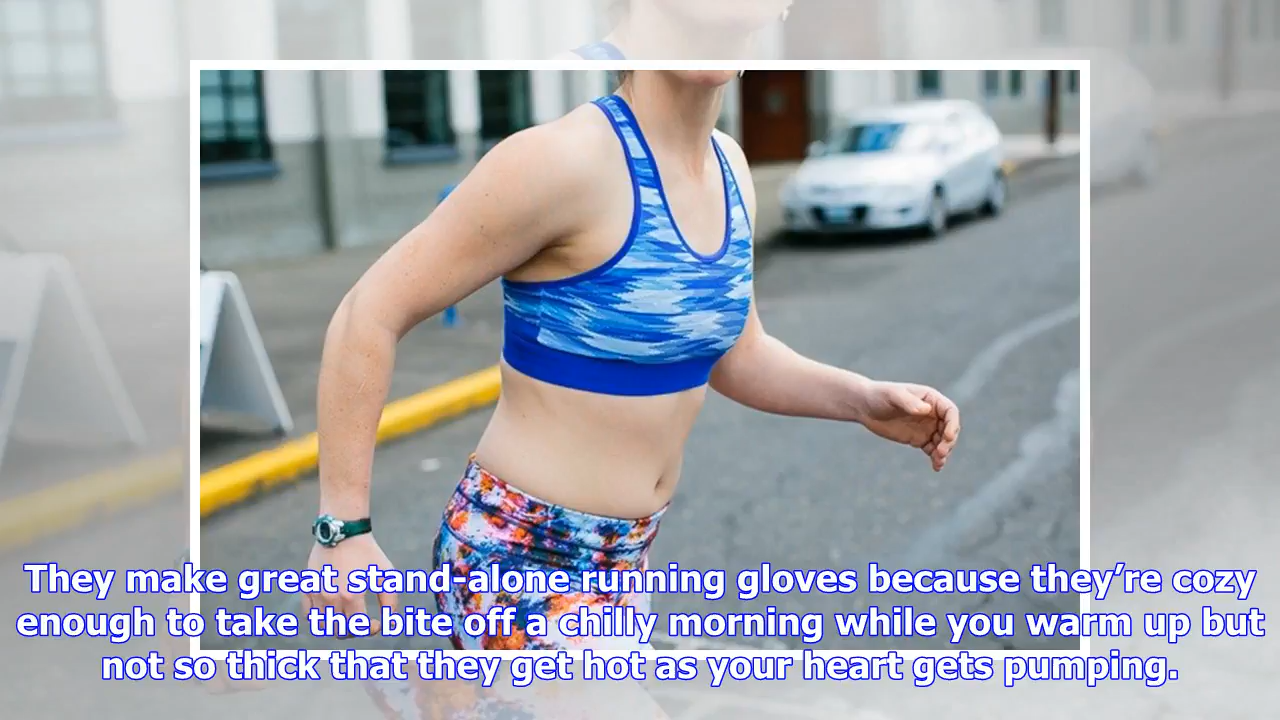 They make great stand-alone running gloves because they’re cozy
enough to take the bite off a chilly morning while you warm up but
not so thick that they get hot as your heart gets pumping.